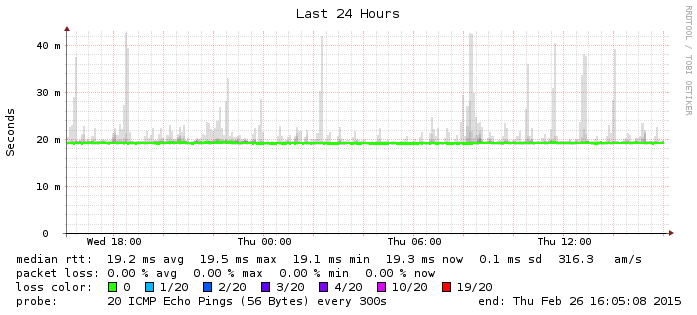 Last 24 Hours
RRDTOOL / TOBI OETIKER
Seconds
40 m
30 m
20 m
10 m
0
Wed 18:00 Thu 00:00 Thu 06:00 Thu 12:00
median rtt: 19.2 ms avg 19.5 ms max 19.1 ms min 19.3 ms now 0.1 ms sd 316.3 am/s
packet loss: 0.00 % avg 0.00 % max 0.00 % min 0.00 % now
loss color: 0 1/20 2/20 3/20 4/20 10/20 19/20
probe: 20 ICMP Echo Pings (56 Bytes) every 300s end: Thu Feb 26 16:05:08 2015